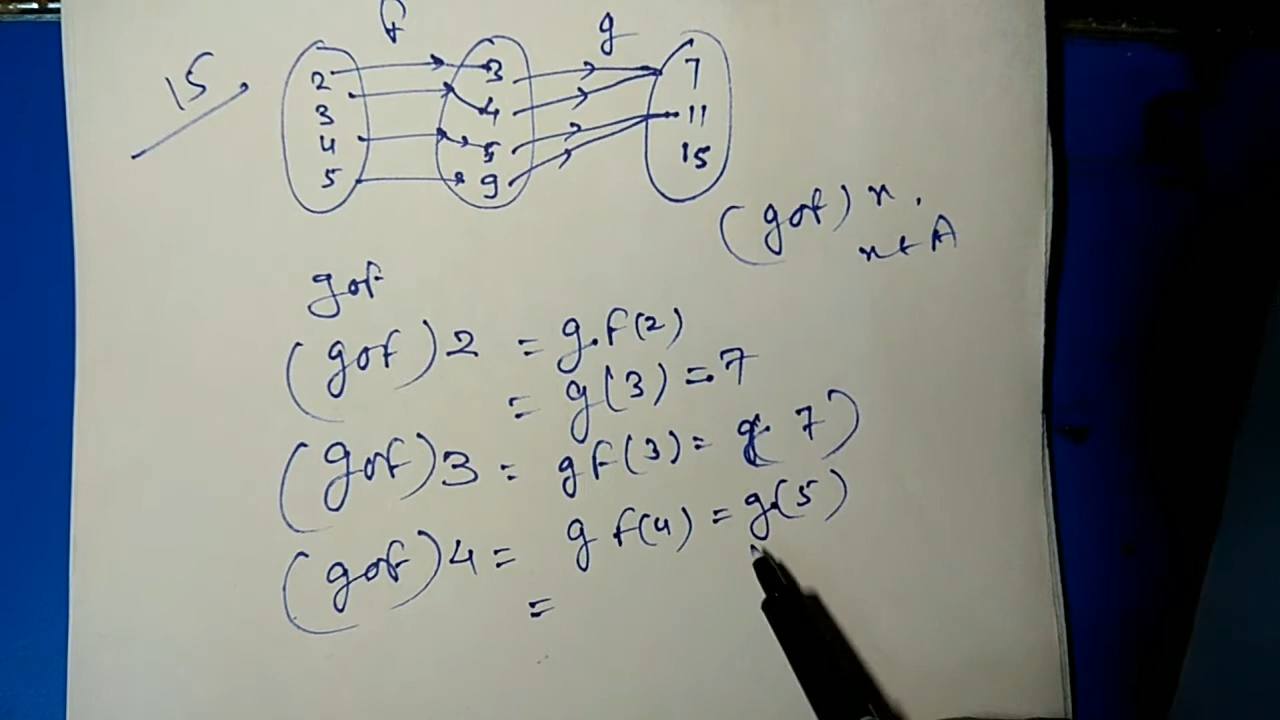 f g
15.
2 3 7
3 4 11
4 5 15
5 9
(gof) x .
x ∈ A
gof
(gof)2 = g.f(2)
= g(3) = 7
(gof)3 = gf(3) = g( 7)
(gof)4 = g f(4) = g(5)
=